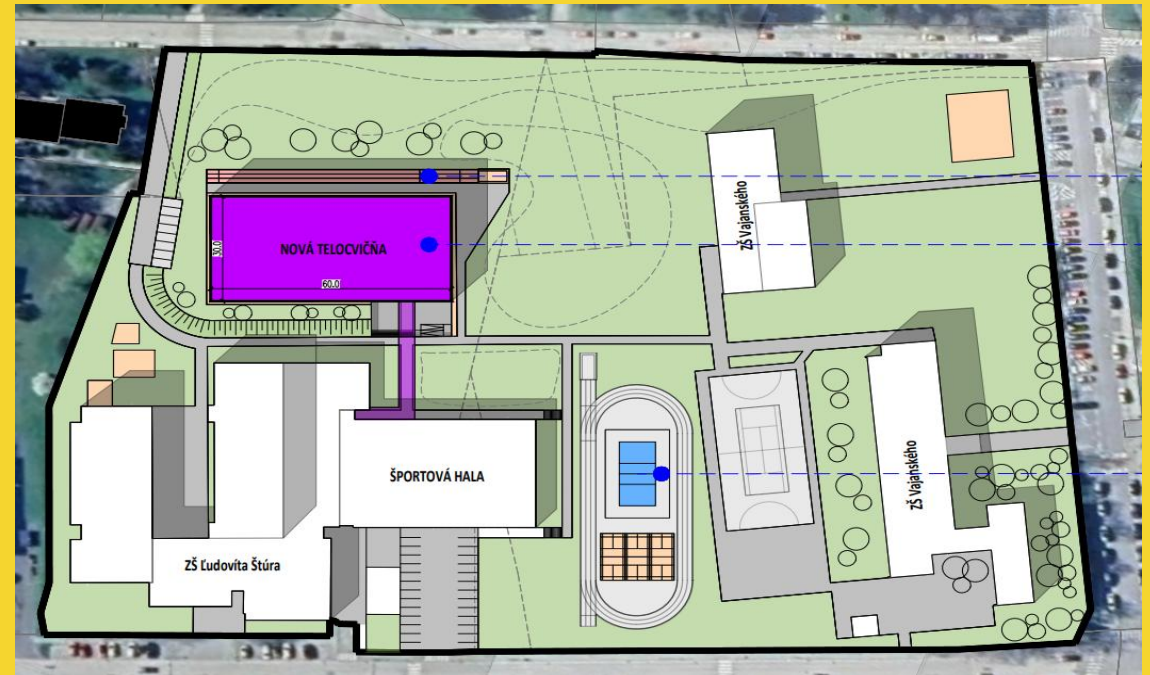 ZŠ Vajanského
30.0
NOVÁ TELOCVIČŇA
60.0
ŠPORTOVÁ HALA
ZŠ Vajanského
ZŠ Ľudovíta Štúra